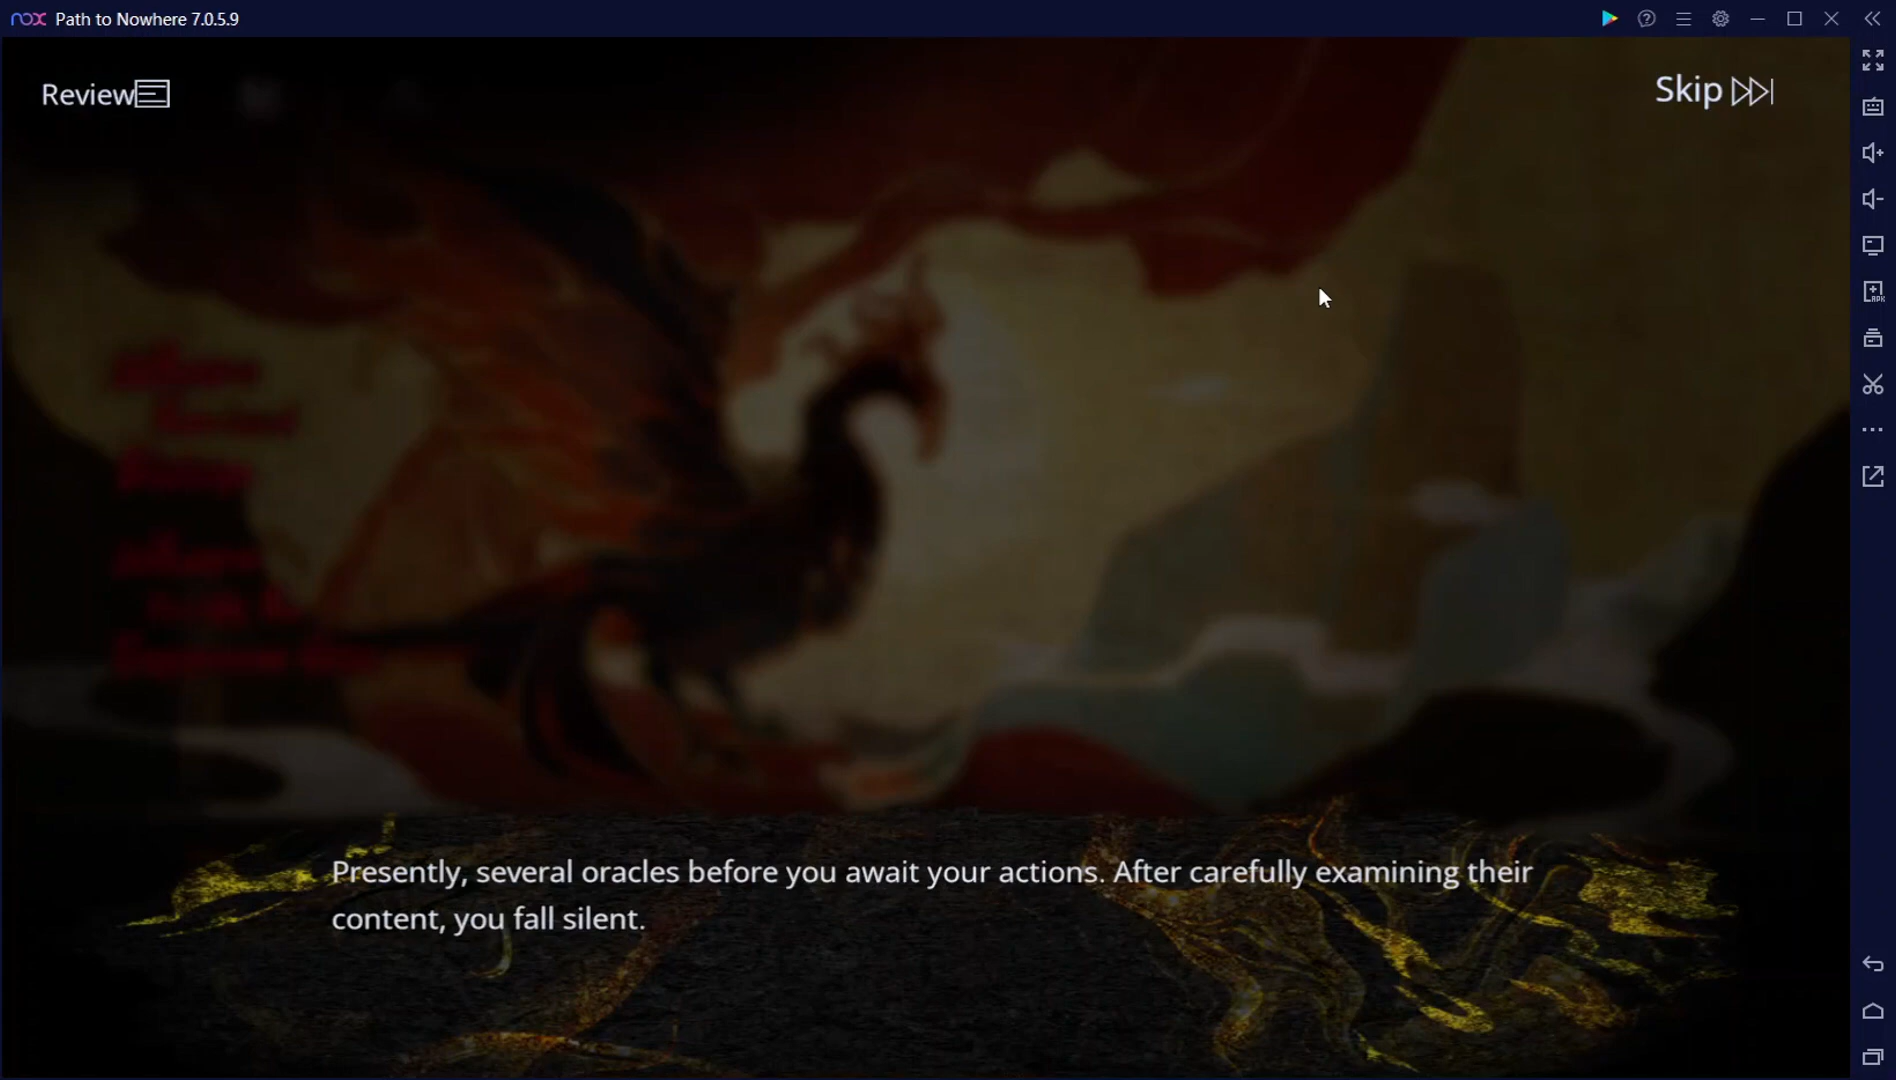 nox Path to Nowhere 7.0.5.9
Review
Skip
Presently, several oracles before you await your actions. After carefully examining their
content, you fall silent.